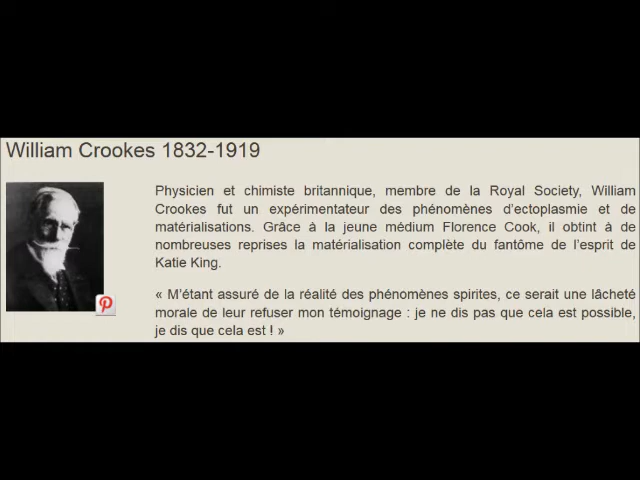 William Crookes 1832-1919
Physicien et chimiste britannique, membre de la Royal Society, William
Crookes fut un expérimentateur des phénomènes d'ectoplasmie et de
matérialisations. Grâce à la jeune médium Florence Cook, il obtint à de
nombreuses reprises la matérialisation complète du fantôme de l'esprit de
Katie King.
« M'étant assuré de la réalité des phénomènes spirites, ce serait une lâcheté
morale de leur refuser mon témoignage : je ne dis pas que cela est possible,
je dis que cela est ! »